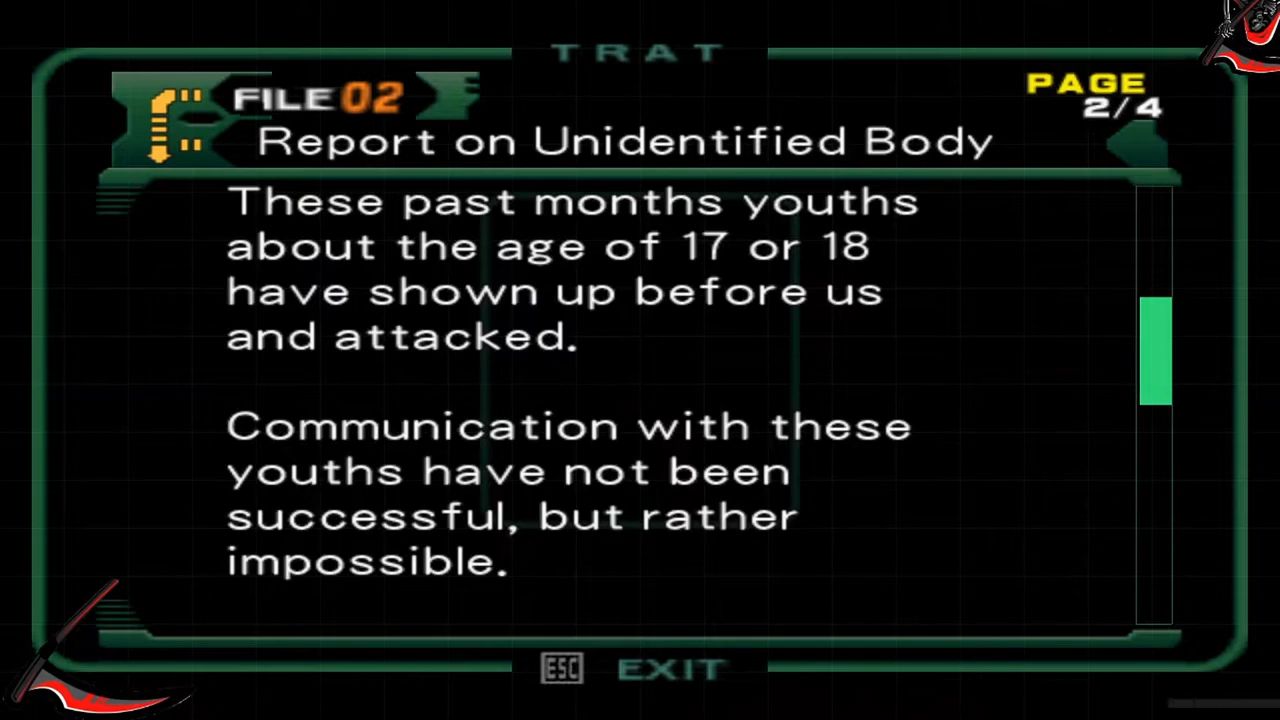 TRAT
FILE 02
PAGE
2/4
Report on Unidentified Body
These past months youths
about the age of 17 or 18
have shown up before us
and attacked.
Communication with these
youths have not been
successful, but rather
impossible.
ESC EXIT